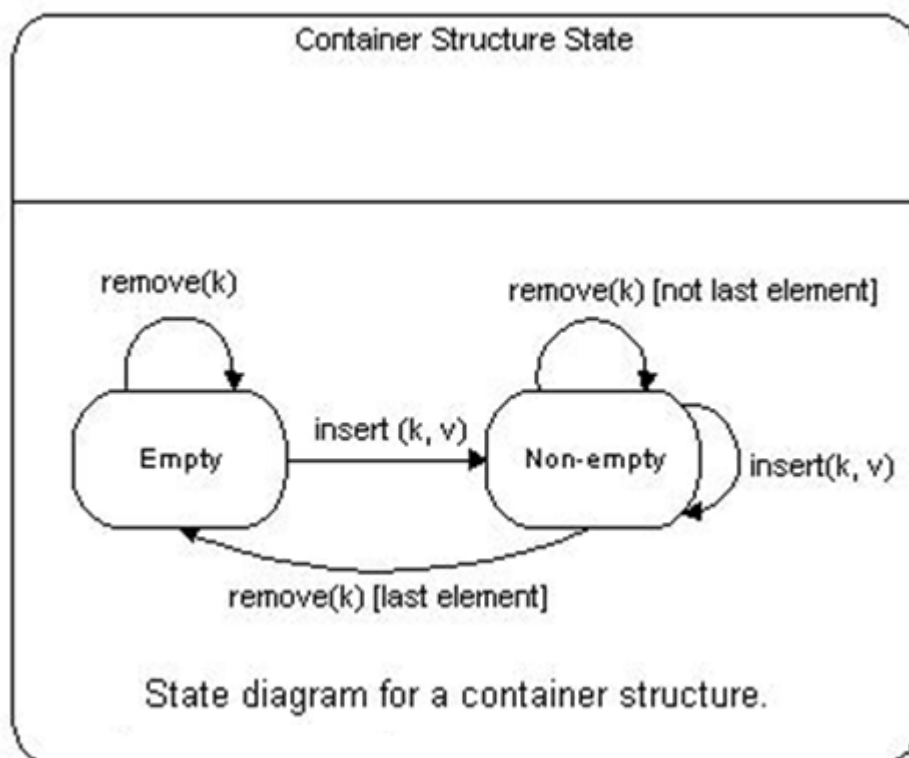 Container Structure State
remove(k)
remove(k) [not last element]
insert (k, v)
Empty
Non-empty
insert(k, v)
remove(k) [last element]
State diagram for a container structure.